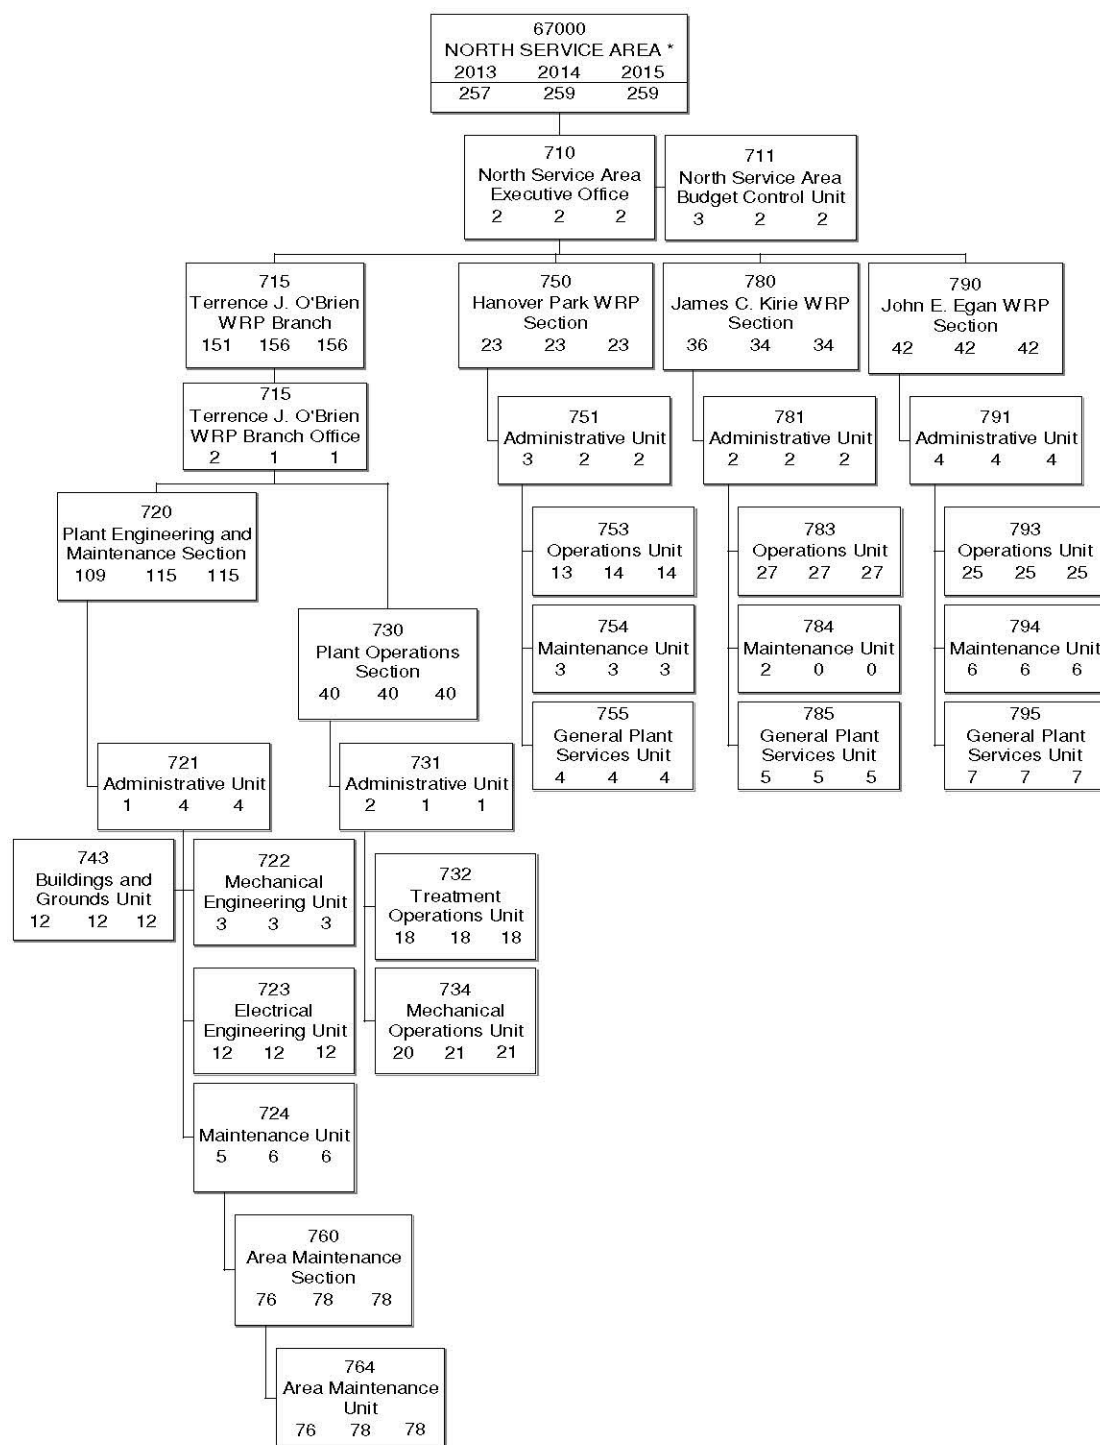 67000
NORTH SERVICE AREA *
2013 2014 2015
257 259 259
710
North Service Area
Executive Office
2 2 2
711
North Service Area
Budget Control Unit
3 2 2
715
Terrence J. O'Brien
WRP Branch
151 156 156
750
Hanover Park WRP
Section
23 23 23
780
James C. Kirie WRP
Section
36 34 34
790
John E. Egan WRP
Section
42 42 42
715
Terrence J. O'Brien
WRP Branch Office
2 1 1
751
Administrative Unit
3 2 2
781
Administrative Unit
2 2 2
791
Administrative Unit
4 4 4
720
Plant Engineering and
Maintenance Section
109 115 115
753
Operations Unit
13 14 14
783
Operations Unit
27 27 27
793
Operations Unit
25 25 25
730
Plant Operations
Section
40 40 40
754
Maintenance Unit
3 3 3
784
Maintenance Unit
2 0 0
794
Maintenance Unit
6 6 6
755
General Plant
Services Unit
4 4 4
785
General Plant
Services Unit
5 5 5
795
General Plant
Services Unit
7 7 7
721
Administrative Unit
1 4 4
731
Administrative Unit
2 1 1
743
Buildings and
Grounds Unit
12 12 12
722
Mechanical
Engineering Unit
3 3 3
732
Treatment
Operations Unit
18 18 18
723
Electrical
Engineering Unit
12 12 12
734
Mechanical
Operations Unit
20 21 21
724
Maintenance Unit
5 6 6
760
Area Maintenance
Section
76 78 78
764
Area Maintenance
Unit
76 78 78